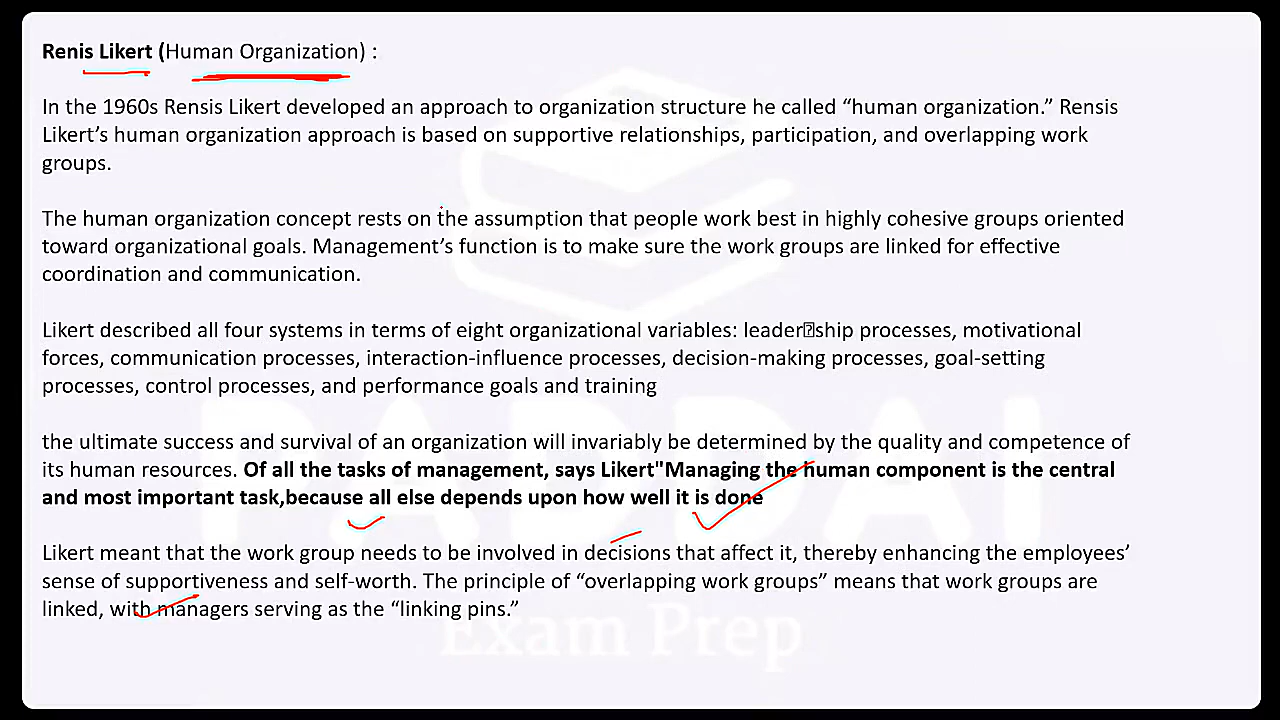 Renis Likert (Human Organization) :
In the 1960s Rensis Likert developed an approach to organization structure he called “human organization.” Rensis
Likert’s human organization approach is based on supportive relationships, participation, and overlapping work
groups.
The human organization concept rests on the assumption that people work best in highly cohesive groups oriented
toward organizational goals. Management’s function is to make sure the work groups are linked for effective
coordination and communication.
Likert described all four systems in terms of eight organizational variables: leader￾ship processes, motivational
forces, communication processes, interaction-influence processes, decision-making processes, goal-setting
processes, control processes, and performance goals and training
the ultimate success and survival of an organization will invariably be determined by the quality and competence of
its human resources. Of all the tasks of management, says Likert"Managing the human component is the central
and most important task,because all else depends upon how well it is done
Likert meant that the work group needs to be involved in decisions that affect it, thereby enhancing the employees’
sense of supportiveness and self-worth. The principle of “overlapping work groups” means that work groups are
linked, with managers serving as the “linking pins.”
PADDAI
Exam Prep